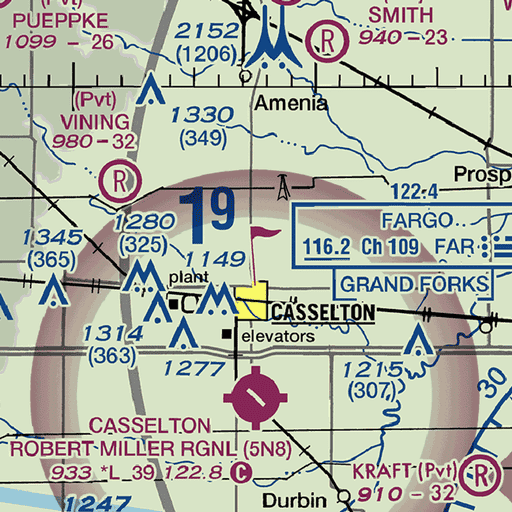 (Pvt)
PUEPPKE
1099 - 26
2152
(1206)
SMITH
940 - 23
R
Amenia
(Pvt)
VINING
980 - 32
R
1330
(349)
Prosp
122.4
19
FARGO
116.2 Ch 109 FAR
GRAND FORKS
1280
(325)
1345
(365)
1149
plant
C
CASSELTON
elevators
1314
(363)
1277
1215
(307)
30
CASSELTON
ROBERT MILLER RGNL (5N8)
933 *L 39 122.8 C
KRAFT (Pvt)
910 - 32
R
Durbin
1247